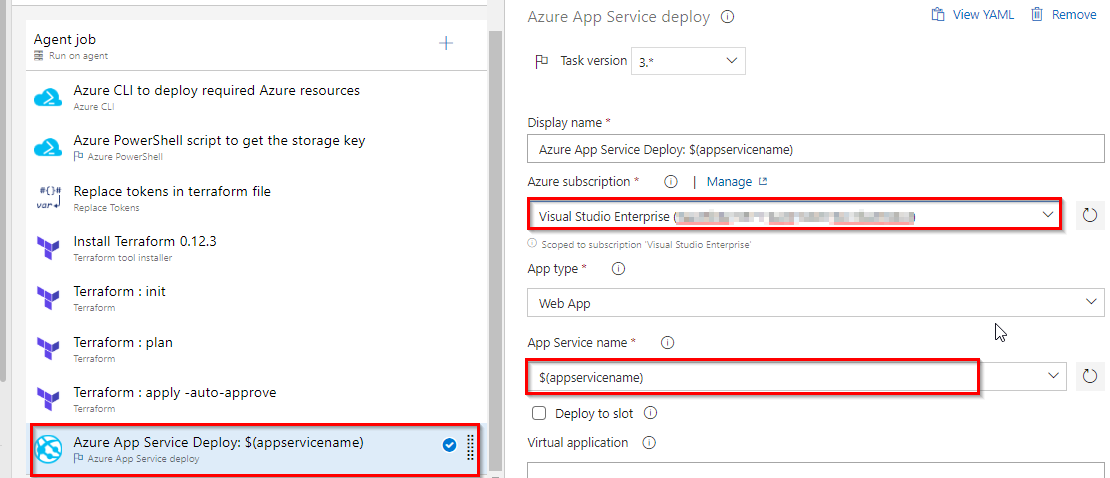 Agent job
Run on agent
Azure CLI to deploy required Azure resources
Azure CLI
Azure PowerShell script to get the storage key
Azure PowerShell
#{}#
var
Replace tokens in terraform file
Replace Tokens
Install Terraform 0.12.3
Terraform tool installer
Terraform : init
Terraform
Terraform : plan
Terraform
Terraform : apply -auto-approve
Terraform
Azure App Service Deploy: $(appservicename)
Azure App Service deploy
Azure App Service deploy
View YAML
Remove
Task version 3.*
Display name *
Azure App Service Deploy: $(appservicename)
Azure subscription * | Manage
Visual Studio Enterprise ( )
Scoped to subscription 'Visual Studio Enterprise'
App type *
Web App
App Service name *
$(appservicename)
Deploy to slot
Virtual application